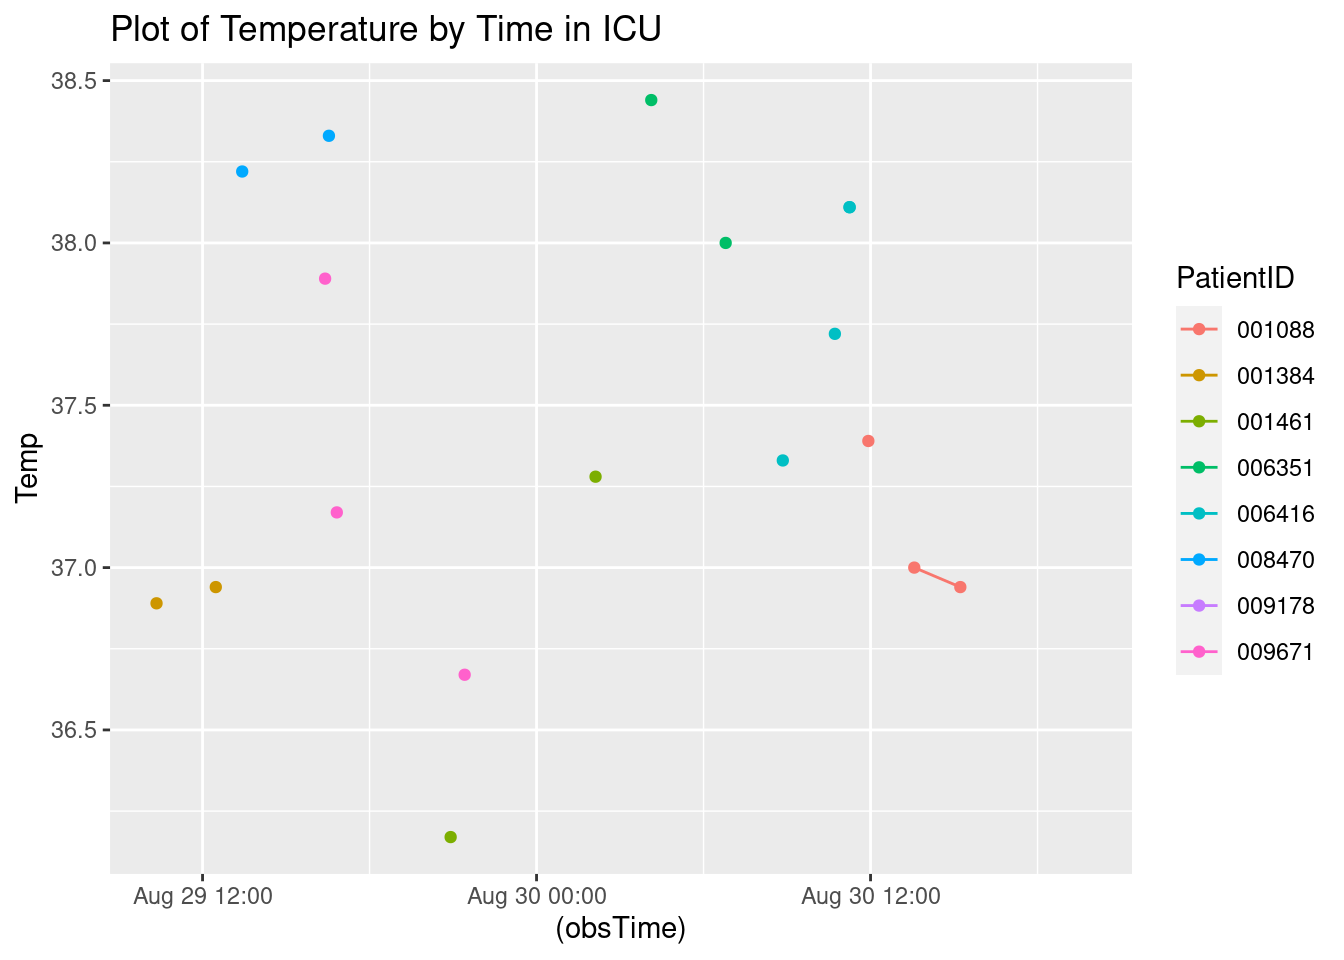 Plot of Temperature by Time in ICU
38.5
38.0
37.5
37.0
36.5
Temp
Aug 29 12:00
Aug 30 00:00
Aug 30 12:00
(obsTime)
PatientID
001088
001384
001461
006351
006416
008470
009178
009671